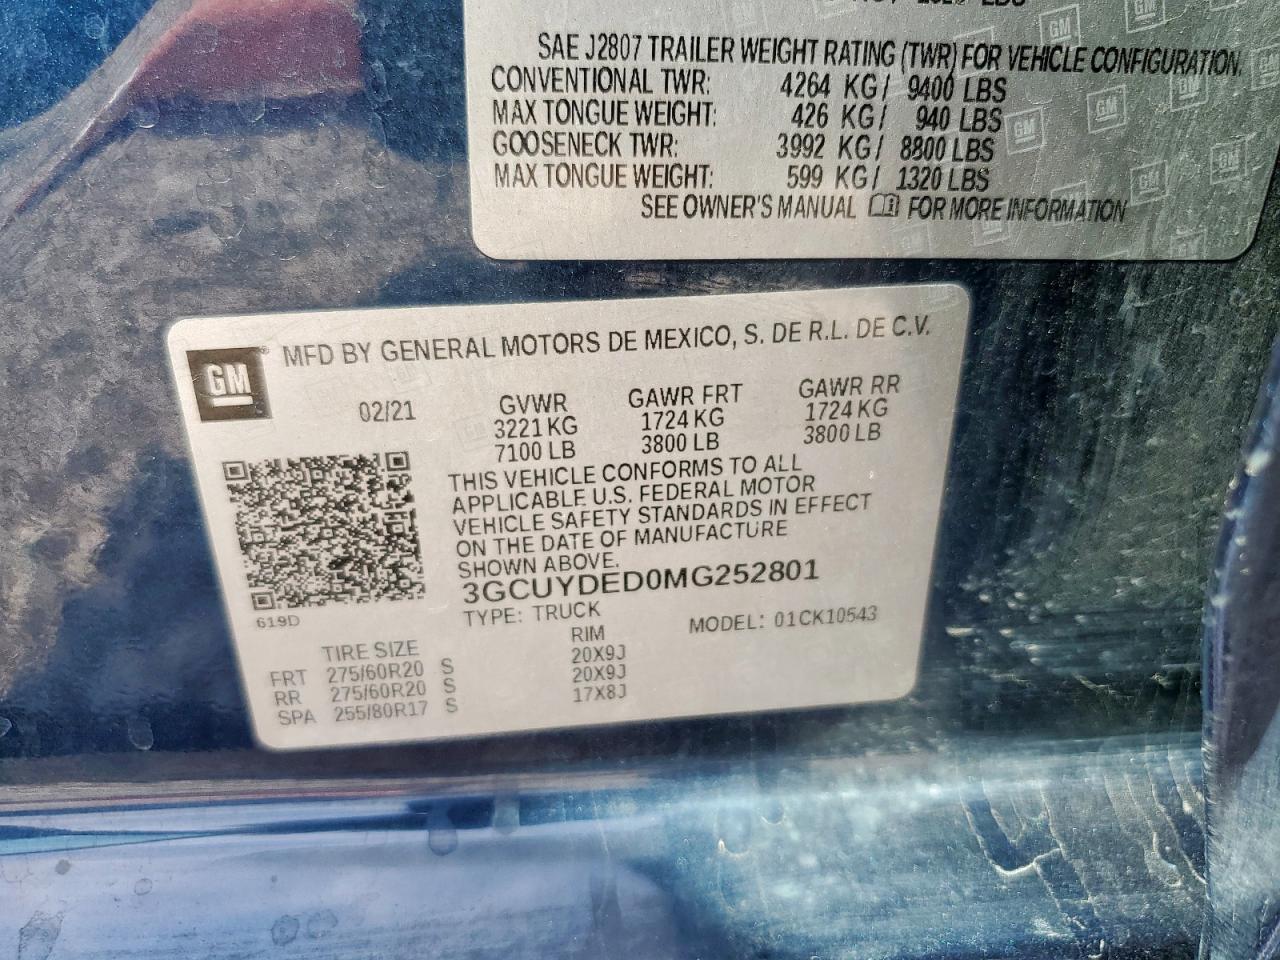 SAE J2807 TRAILER WEIGHT RATING (TWR) FOR VEHICLE CONFIGURATION.
CONVENTIONAL TWR: 4264 KG/ 9400 LBS
MAX TONGUE WEIGHT: 426 KG/ 940 LBS
GOOSENECK TWR: 3992 KG/ 8800 LBS
MAX TONGUE WEIGHT: 599 KG/ 1320 LBS
SEE OWNER'S MANUAL FOR MORE INFORMATION
GM
MFD BY GENERAL MOTORS DE MEXICO, S. DE R.L. DE C.V.
02/21 GVWR GAWR FRT GAWR RR
3221 KG 1724 KG 1724 KG
7100 LB 3800 LB 3800 LB
THIS VEHICLE CONFORMS TO ALL
APPLICABLE U.S. FEDERAL MOTOR
VEHICLE SAFETY STANDARDS IN EFFECT
ON THE DATE OF MANUFACTURE
SHOWN ABOVE.
3GCUYDED0MG252801
619D
TYPE: TRUCK MODEL: 01CK10543
TIRE SIZE RIM
FRT 275/60R20 S 20X9J
RR 275/60R20 S 20X9J
SPA 255/80R17 S 17X8J